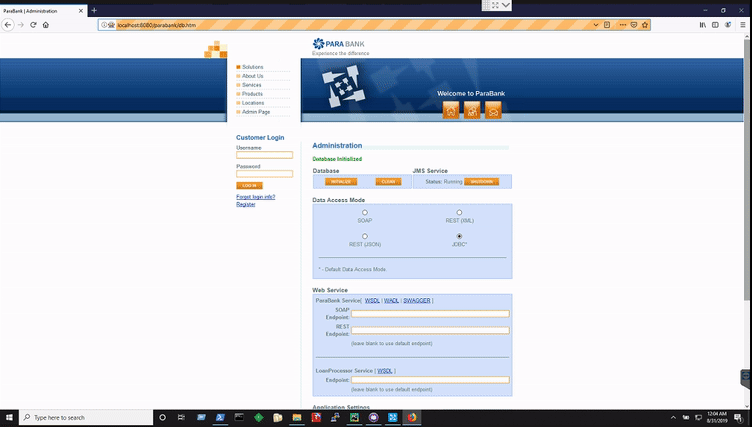 ParaBank | Administration
localhost:8080/parabank/db.htm
PARA BANK
Experience the difference
Solutions
About Us
Services
Products
Locations
Admin Page
Welcome to ParaBank
Customer Login
Username
Password
LOG IN
Forgot login info?
Register
Administration
Database Initialized
Database
JMS Service
INITIALIZE
CLEAN
Status: Running
SHUTDOWN
Data Access Mode
SOAP
REST (XML)
REST (JSON)
JDBC*
* - Default Data Access Mode
Web Service
ParaBank Service[ WSDL | WADL | SWAGGER ]
SOAP
Endpoint:
REST
Endpoint:
(leave blank to use default endpoint)
LoanProcessor Service [ WSDL ]
Endpoint:
(leave blank to use default endpoint)
Application Settings
Type here to search
12:04 AM
8/31/2019